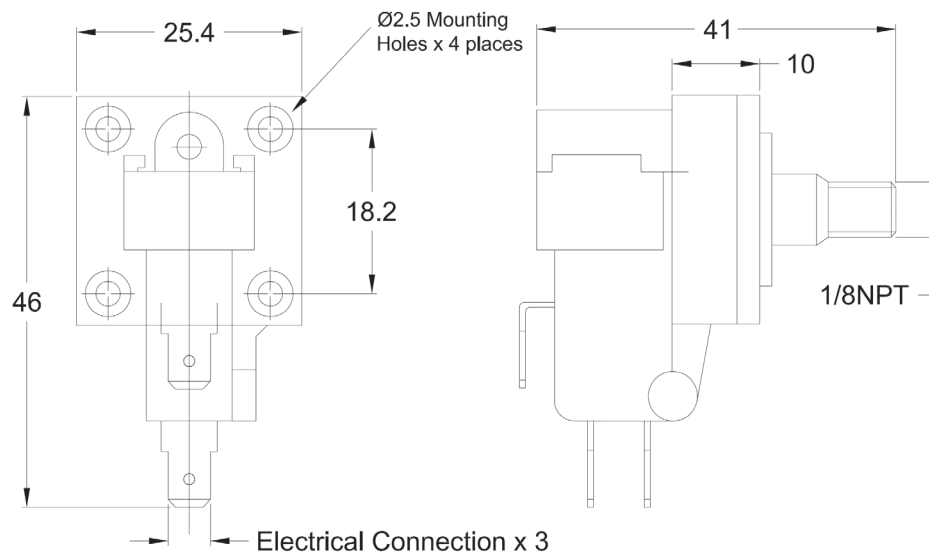 25.4
Ø2.5 Mounting
Holes x 4 places
41
10
18.2
46
1/8NPT
Electrical Connection x 3